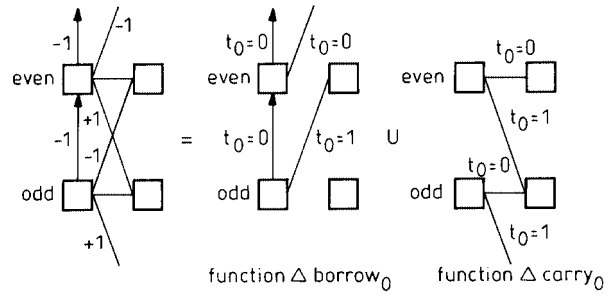 -1
-1
t₀=0
t₀=0
t₀=0
even
even
even
+1
t₀=1
-1
-1
=
t₀=0
t₀=1
U
t₀=0
odd
odd
odd
+1
t₀=1
function Δ borrow₀
function Δ carry₀